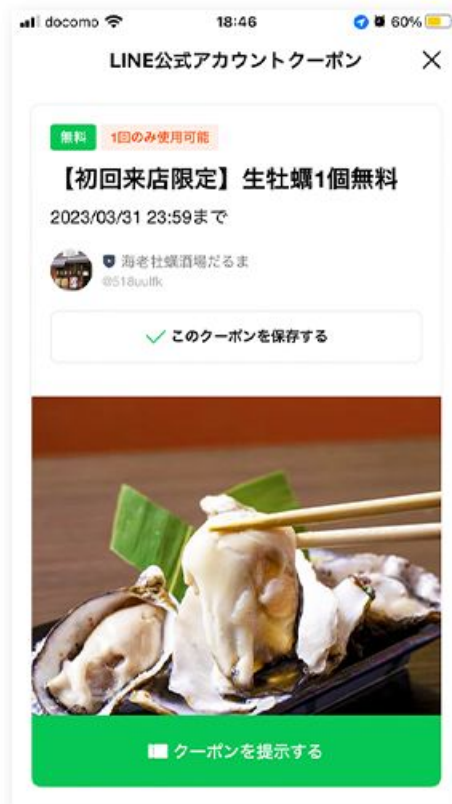 docomo 18:46 60%
LINE公式アカウントクーポン
無料 1回のみ使用可能
【初回来店限定】生牡蠣1個無料
2023/03/31 23:59まで
海老牡蠣酒場だるま
@518uulfk
このクーポンを保存する
クーポンを提示する